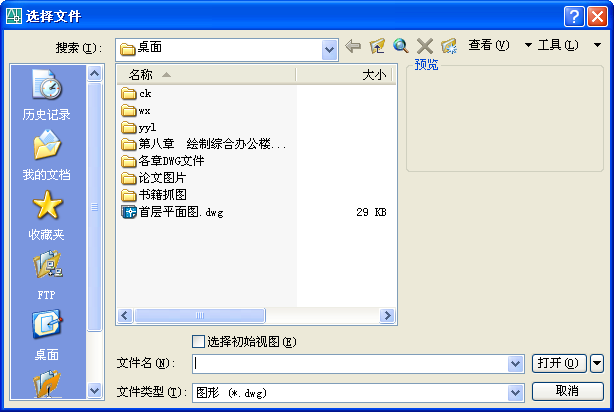 选择文件
搜索(I): 桌面 查看(V) 工具(L)
历史记录
我的文档
收藏夹
FTP
桌面
名称 大小
ck
wx
yyl
第八章 绘制综合办公楼...
各章DWG文件
论文图片
书籍抓图
首层平面图.dwg 29 KB
预览
选择初始视图(E)
文件名(N): 打开(O)
文件类型(T): 图形 (*.dwg) 取消